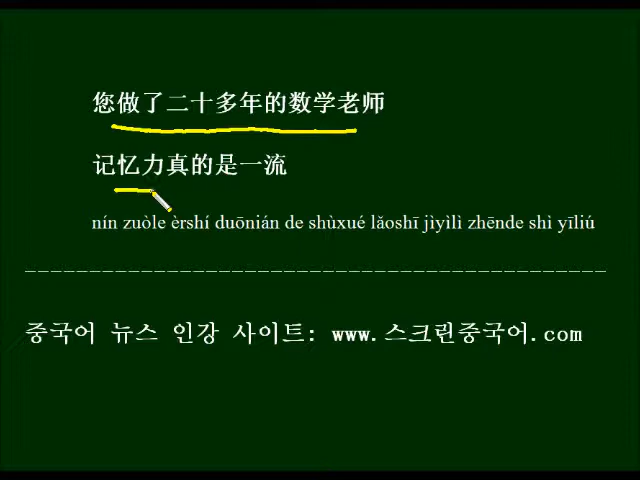 您做了二十多年的数学老师
记忆力真的是一流
nín zuòle èrshí duōnián de shùxué lǎoshī jìyìlì zhēnde shì yīliú
중국어 뉴스 인강 사이트: www.스크린중국어.com